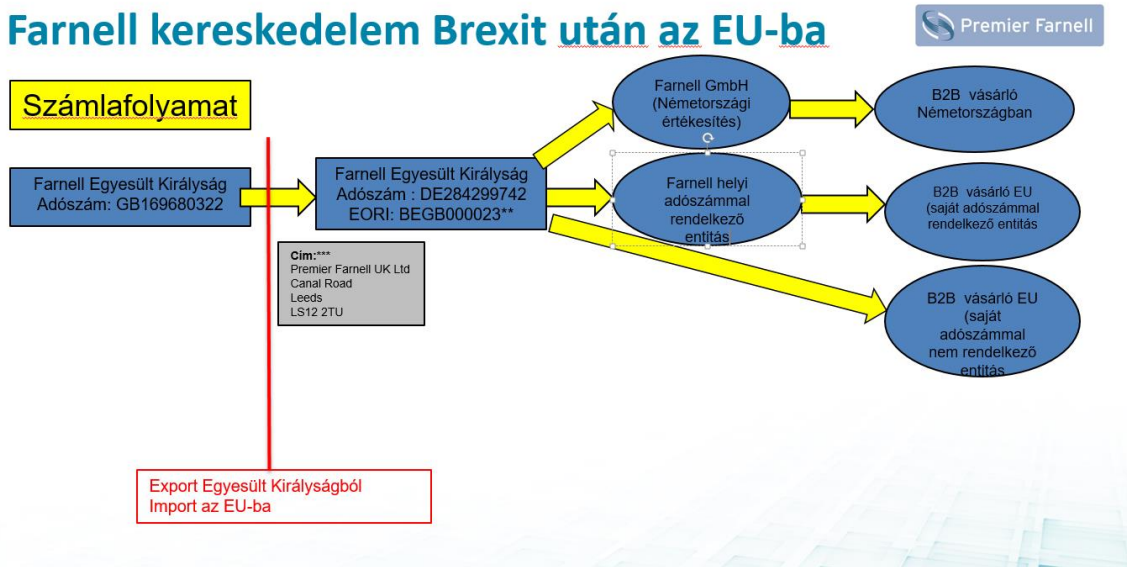 Farnell kereskedelem Brexit után az EU-ba
Premier Farnell
Számlafolyamat
Farnell Egyesült Királyság
Adószám: GB169680322
Farnell Egyesült Királyság
Adószám : DE284299742
EORI: BEGB000023**
Cím:***
Premier Farnell UK Ltd
Canal Road
Leeds
LS12 2TU
Farnell GmbH
(Németországi
értékesítés)
B2B vásárló
Németországban
Farnell helyi
adószámmal
rendelkező
entitás
B2B vásárló EU
(saját adószámmal
rendelkező entitás
B2B vásárló EU
(saját
adószámmal
nem rendelkező
entitás
Export Egyesült Királyságból
Import az EU-ba